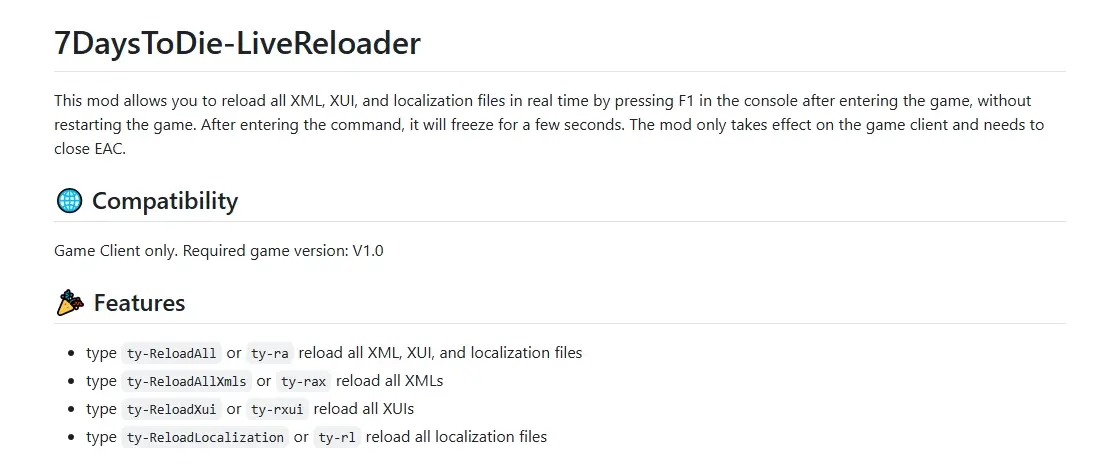 7DaysToDie-LiveReloader
This mod allows you to reload all XML, XUI, and localization files in real time by pressing F1 in the console after entering the game, without
restarting the game. After entering the command, it will freeze for a few seconds. The mod only takes effect on the game client and needs to
close EAC.
Compatibility
Game Client only. Required game version: V1.0
Features
type ty-ReloadAll or ty-ra reload all XML, XUI, and localization files
type ty-ReloadAllXmls or ty-rax reload all XMLs
type ty-ReloadXui or ty-rxui reload all XUIs
type ty-ReloadLocalization or ty-rl reload all localization files